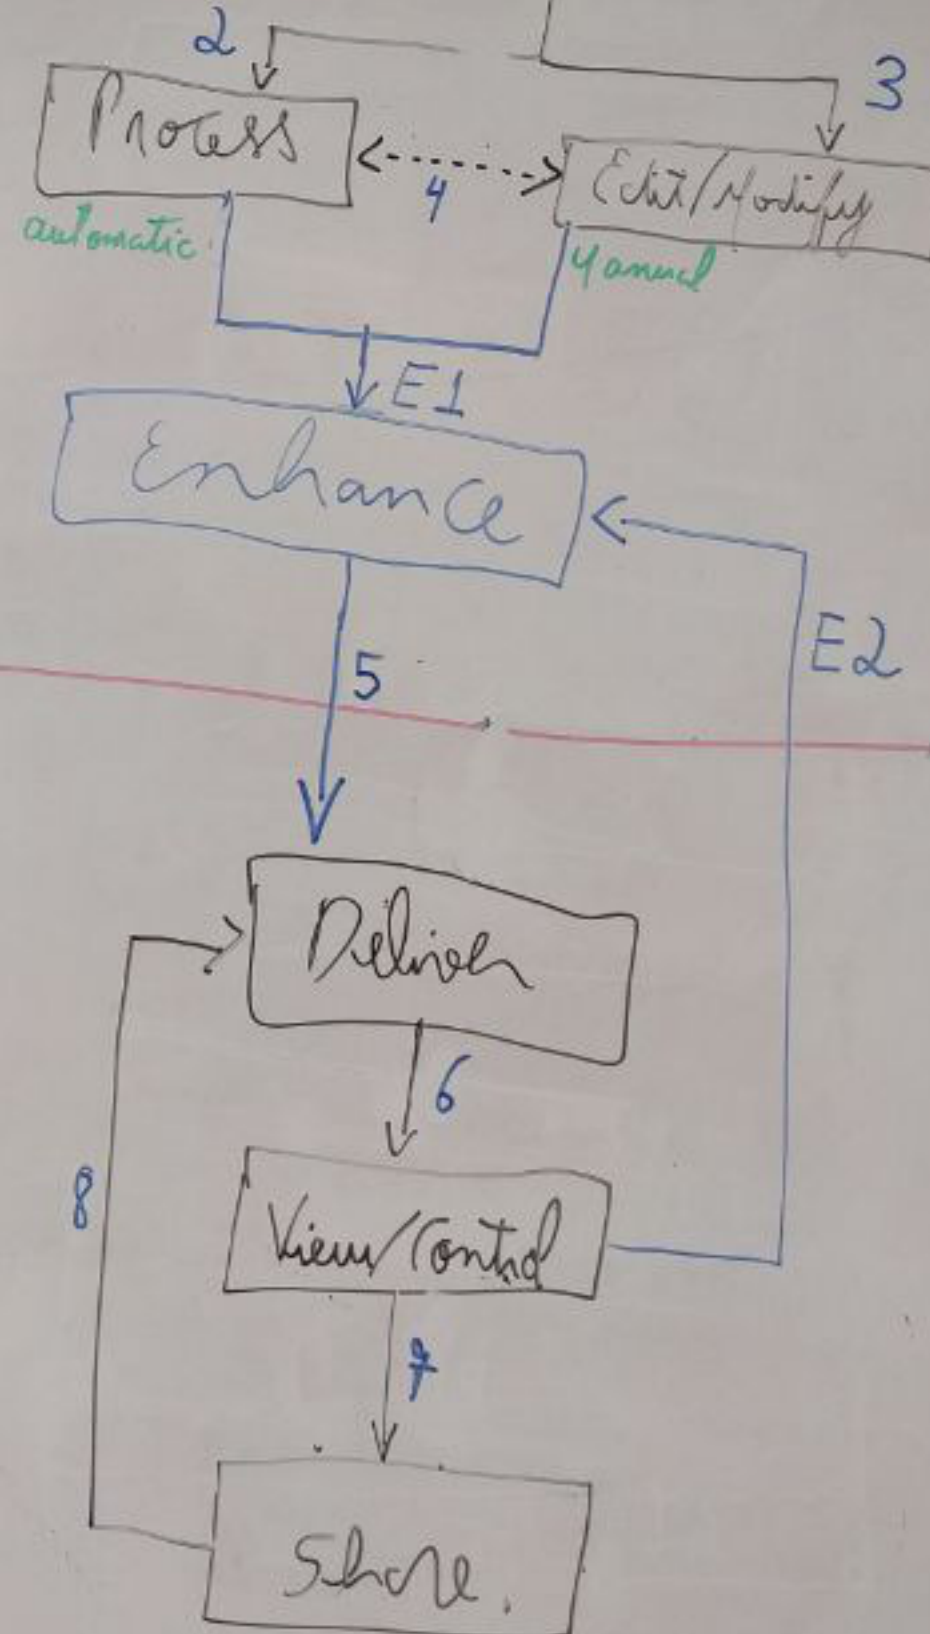 2
3
Process
Edit/Modify
4
automatic
Manual
E1
Enhance
E2
5
Deliver
6
8
View/Control
7
Share.